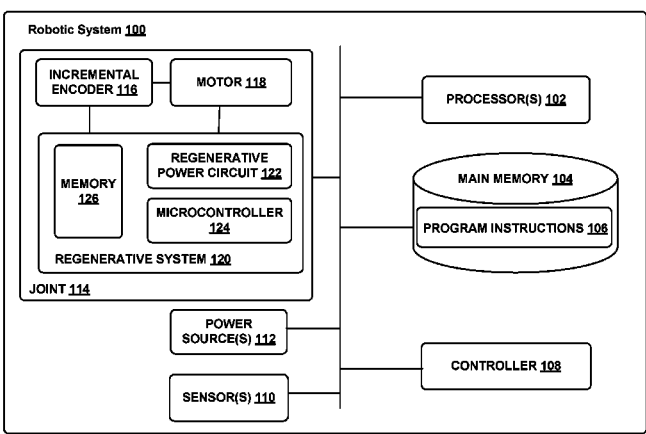 Robotic System 100
INCREMENTAL
ENCODER 116
MOTOR 118
MEMORY
126
REGENERATIVE
POWER CIRCUIT 122
MICROCONTROLLER
124
REGENERATIVE SYSTEM 120
JOINT 114
POWER
SOURCE(S) 112
SENSOR(S) 110
PROCESSOR(S) 102
MAIN MEMORY 104
PROGRAM INSTRUCTIONS 106
CONTROLLER 108